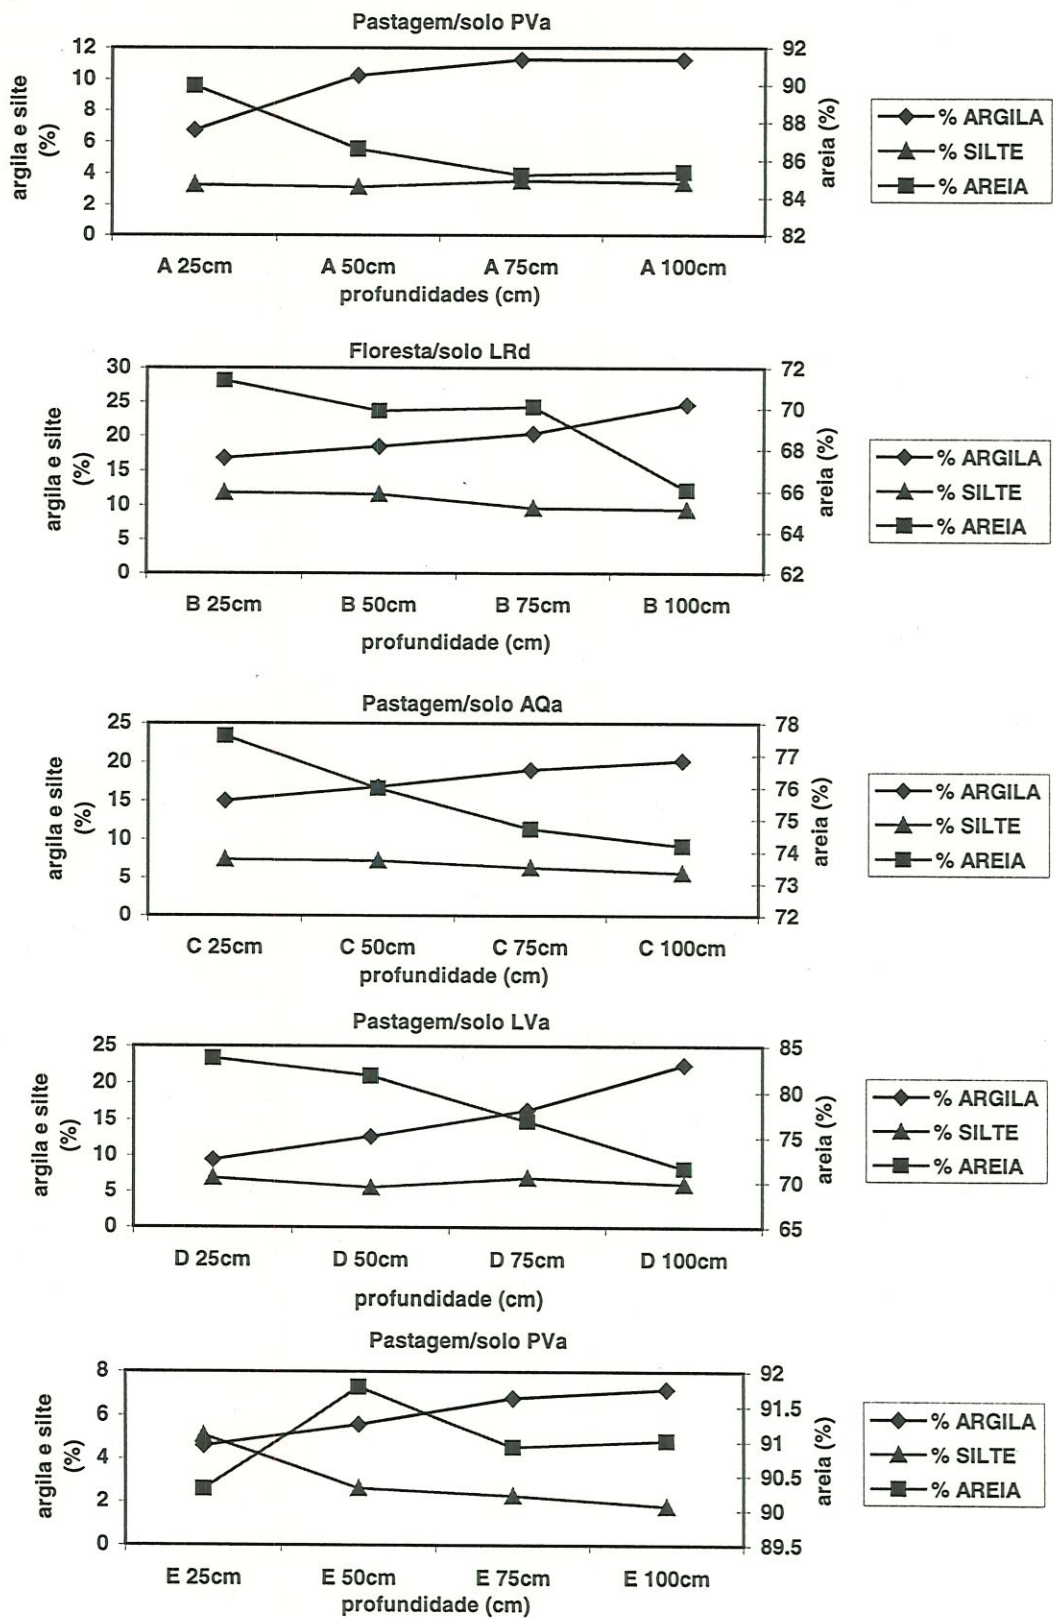 Pastagem/solo PVa
argila e silte
(%)
12
10
8
6
4
2
0
92
90
88
86
84
82
areia (%)
% ARGILA
% SILTE
% AREIA
A 25cm A 50cm A 75cm A 100cm
profundidades (cm)
Floresta/solo LRd
argila e silte
(%)
30
25
20
15
10
5
0
72
70
68
66
64
62
areia (%)
% ARGILA
% SILTE
% AREIA
B 25cm B 50cm B 75cm B 100cm
profundidade (cm)
Pastagem/solo AQa
argila e silte
(%)
25
20
15
10
5
0
78
77
76
75
74
73
72
areia (%)
% ARGILA
% SILTE
% AREIA
C 25cm C 50cm C 75cm C 100cm
profundidade (cm)
Pastagem/solo LVa
argila e silte
(%)
25
20
15
10
5
0
85
80
75
70
65
areia (%)
% ARGILA
% SILTE
% AREIA
D 25cm D 50cm D 75cm D 100cm
profundidade (cm)
Pastagem/solo PVa
argila e silte
(%)
8
6
4
2
0
92
91.5
91
90.5
90
89.5
areia (%)
% ARGILA
% SILTE
% AREIA
E 25cm E 50cm E 75cm E 100cm
profundidade (cm)